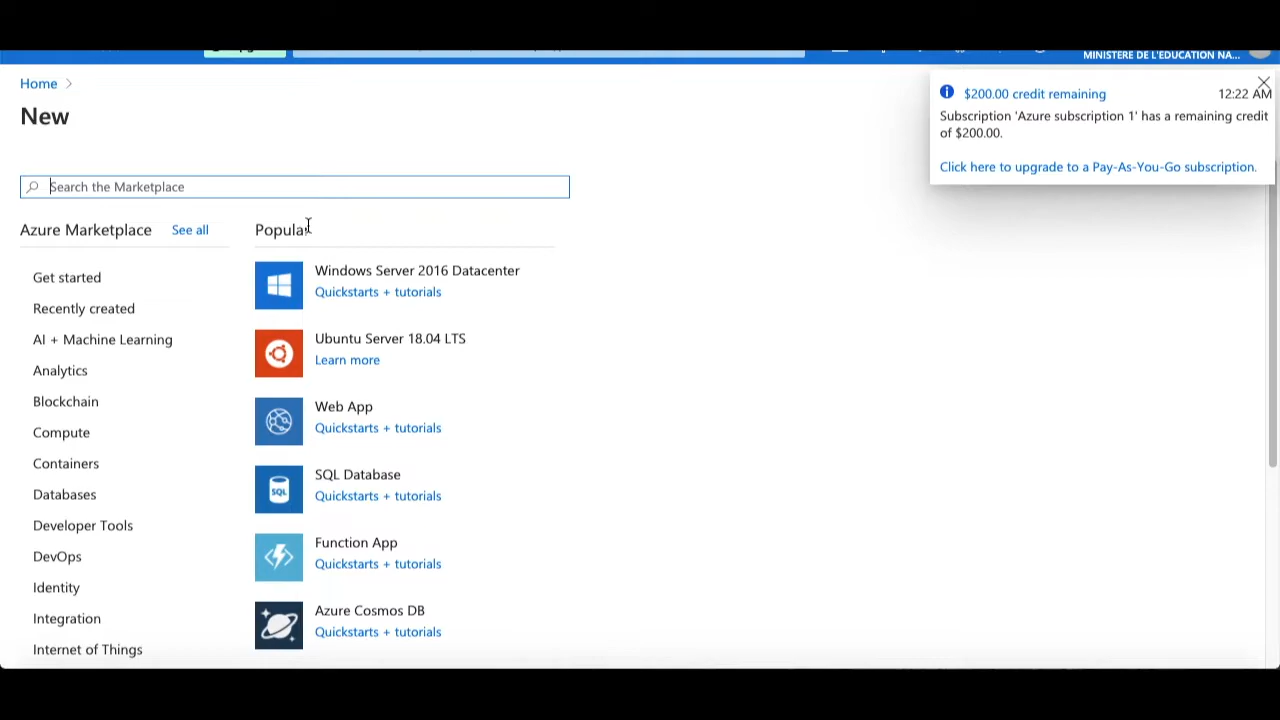 MINISTERE DE L'EDUCATION NA...
Home
New
$200.00 credit remaining
12:22 AM
Subscription 'Azure subscription 1' has a remaining credit
of $200.00.
Click here to upgrade to a Pay-As-You-Go subscription.
Search the Marketplace
Azure Marketplace
See all
Popular
Get started
Recently created
AI + Machine Learning
Analytics
Blockchain
Compute
Containers
Databases
Developer Tools
DevOps
Identity
Integration
Internet of Things
Windows Server 2016 Datacenter
Quickstarts + tutorials
Ubuntu Server 18.04 LTS
Learn more
Web App
Quickstarts + tutorials
SQL
SQL Database
Quickstarts + tutorials
Function App
Quickstarts + tutorials
Azure Cosmos DB
Quickstarts + tutorials